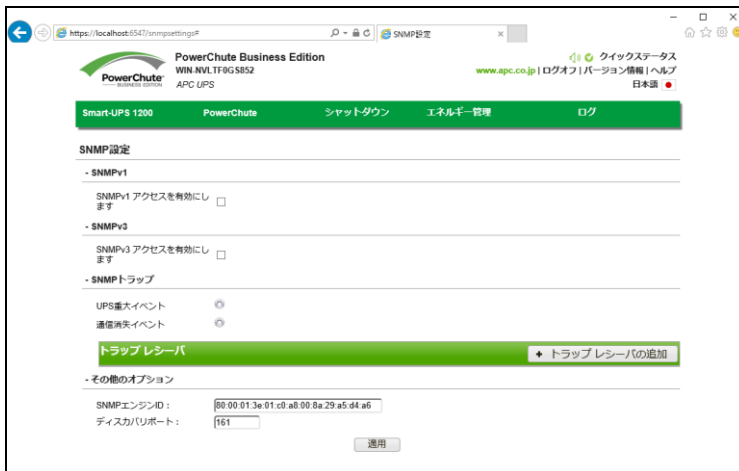 https://localhost:6547/snmpsettings#
SNMP設定
PowerChute Business Edition
クイックステータス
WIN-NVLTF0GS852
www.apc.co.jp | ログオフ | バージョン情報 | ヘルプ
PowerChute
BUSINESS EDITION
APC UPS
日本語
Smart-UPS 1200 PowerChute シャットダウン エネルギー管理 ログ
SNMP設定
- SNMPv1
SNMPv1 アクセスを有効にし
ます
- SNMPv3
SNMPv3 アクセスを有効にし
ます
- SNMPトラップ
UPS重大イベント
通信消失イベント
トラップ レシーバ
+ トラップ レシーバの追加
- その他のオプション
SNMPエンジンID : 80:00:01:3e:01:c0:a8:00:8a:29:a5:d4:a6
ディスカバリポート : 161
適用